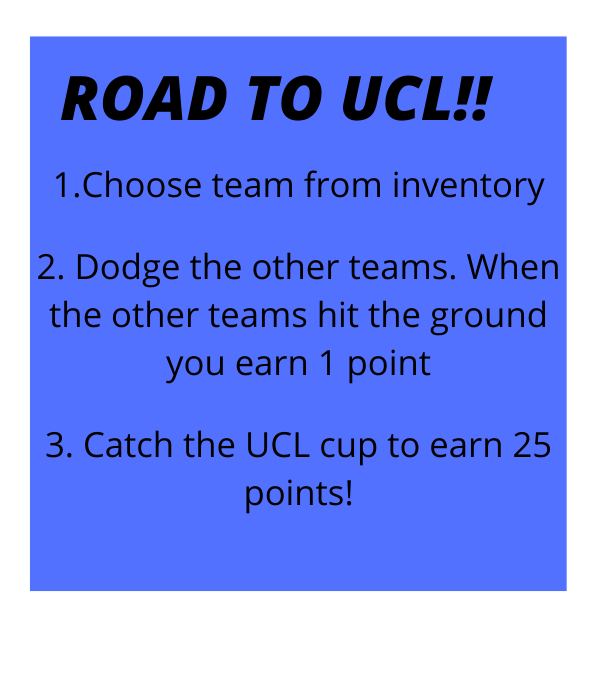 ROAD TO UCL!!
1.Choose team from inventory
2. Dodge the other teams. When
the other teams hit the ground
you earn 1 point
3. Catch the UCL cup to earn 25
points!